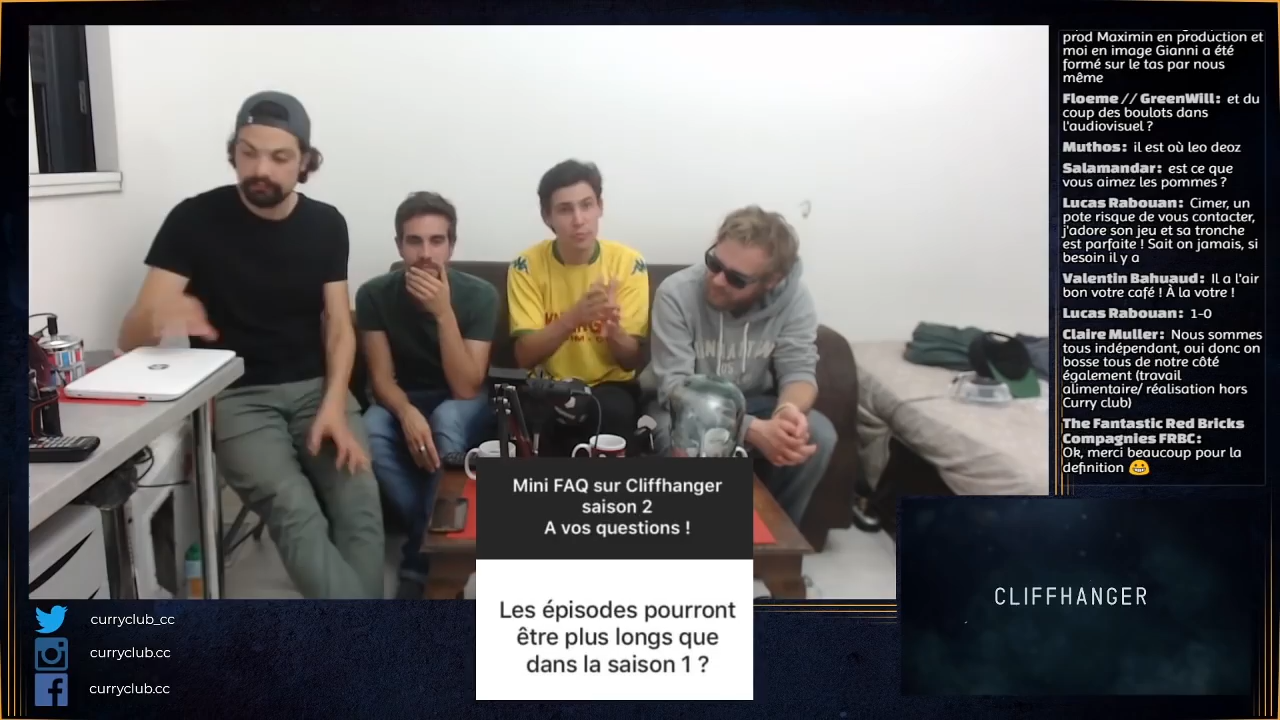 prod Maximin en production et
moi en image Gianni a été
formé sur le tas par nous
même
Floeme // GreenWill: et du
coup des boulots dans
l'audiovisuel ?
Muthos: il est où leo deoz
Salamandar: est ce que
vous aimez les pommes ?
Lucas Rabouan: Cimer, un
pote risque de vous contacter,
j'adore son jeu et sa tronche
est parfaite ! Sait on jamais, si
besoin il y a
Valentin Bahuaud: Il a l'air
bon votre café ! À la votre !
Lucas Rabouan: 1-0
Claire Muller: Nous sommes
tous indépendant, oui donc on
bosse tous de notre côté
également (travail
alimentaire/ réalisation hors
Curry club)
The Fantastic Red Bricks
Compagnies FRBC:
Ok, merci beaucoup pour la
definition 😬
Mini FAQ sur Cliffhanger
saison 2
A vos questions !
Les épisodes pourront
être plus longs que
dans la saison 1 ?
CLIFFHANGER
curryclub_cc
curryclub.cc
curryclub.cc